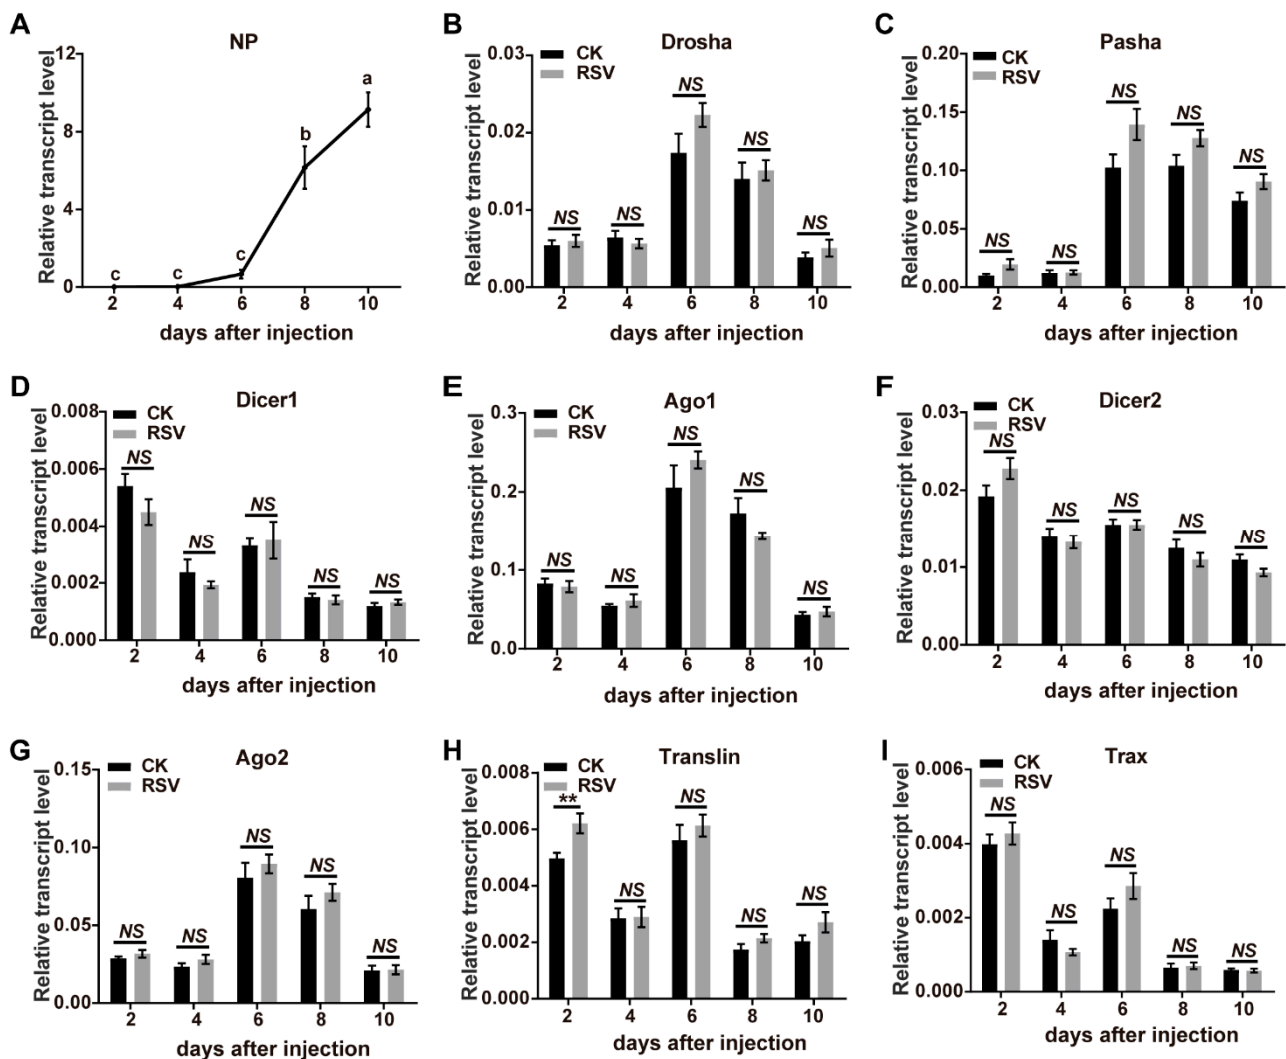 A
NP
Relative transcript level
12
8
4
0
c
c
c
b
a
2 4 6 8 10
days after injection
B
Drosha
CK
RSV
Relative transcript level
0.03
0.02
0.01
0.00
NS
NS
NS
NS
NS
2 4 6 8 10
days after injection
C
Pasha
CK
RSV
Relative transcript level
0.20
0.15
0.10
0.05
0.00
NS
NS
NS
NS
NS
2 4 6 8 10
days after injection
D
Dicer1
CK
RSV
Relative transcript level
0.008
0.006
0.004
0.002
0.000
NS
NS
NS
NS
NS
2 4 6 8 10
days after injection
E
Ago1
CK
RSV
Relative transcript level
0.3
0.2
0.1
0.0
NS
NS
NS
NS
NS
2 4 6 8 10
days after injection
F
Dicer2
CK
RSV
Relative transcript level
0.03
0.02
0.01
0.00
NS
NS
NS
NS
NS
2 4 6 8 10
days after injection
G
Ago2
CK
RSV
Relative transcript level
0.15
0.10
0.05
0.00
NS
NS
NS
NS
NS
2 4 6 8 10
days after injection
H
Translin
CK
RSV
Relative transcript level
0.008
0.006
0.004
0.002
0.000
**
NS
NS
NS
NS
2 4 6 8 10
days after injection
I
Trax
CK
RSV
Relative transcript level
0.006
0.004
0.002
0.000
NS
NS
NS
NS
NS
2 4 6 8 10
days after injection